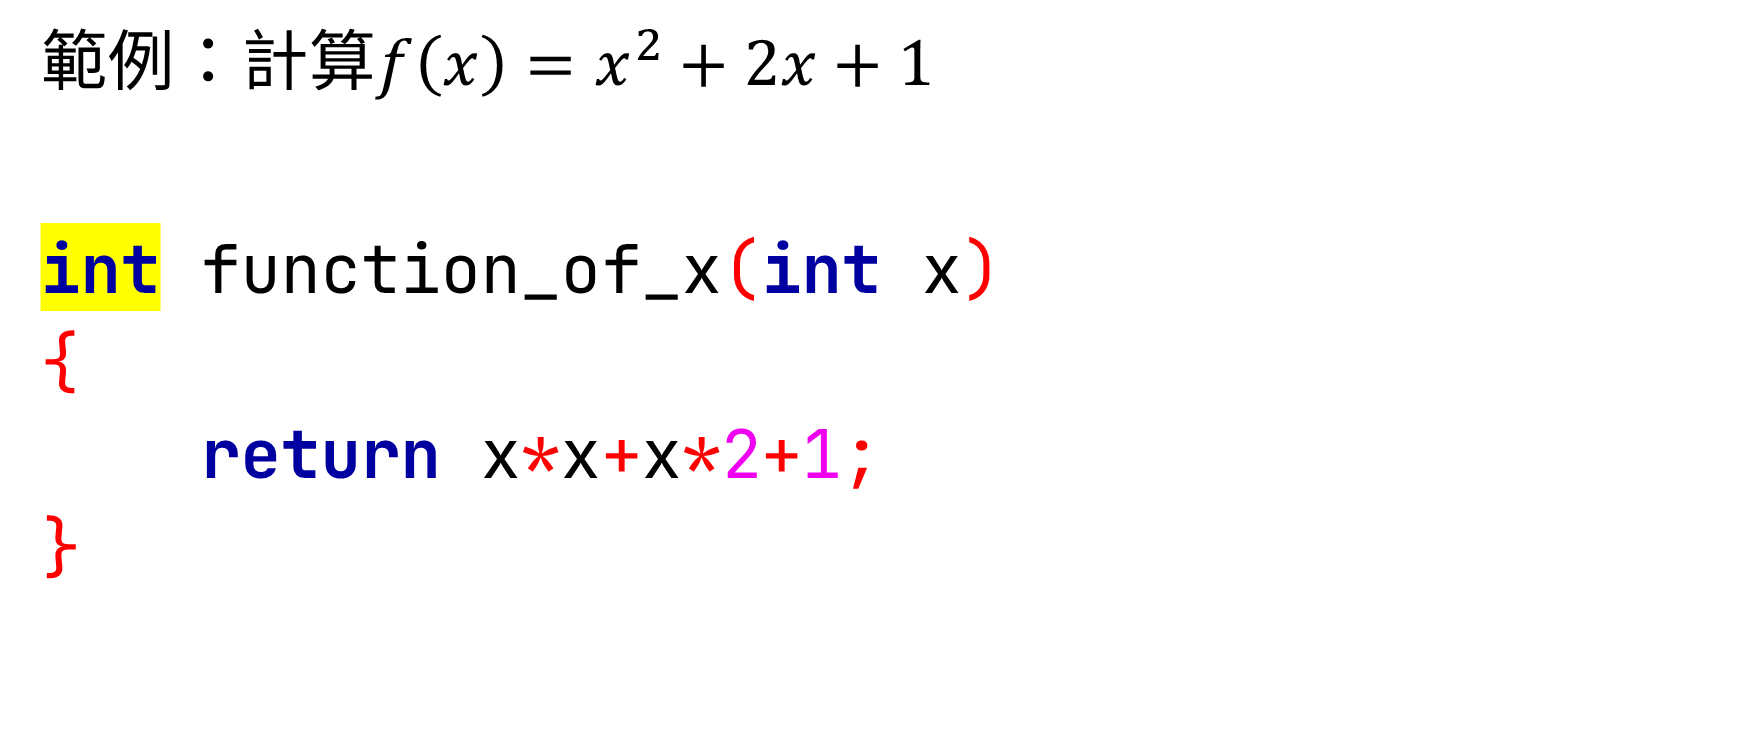 範例：計算f(x) = x² + 2x + 1
int function_of_x(int x)
{
    return x*x+x*2+1;
}